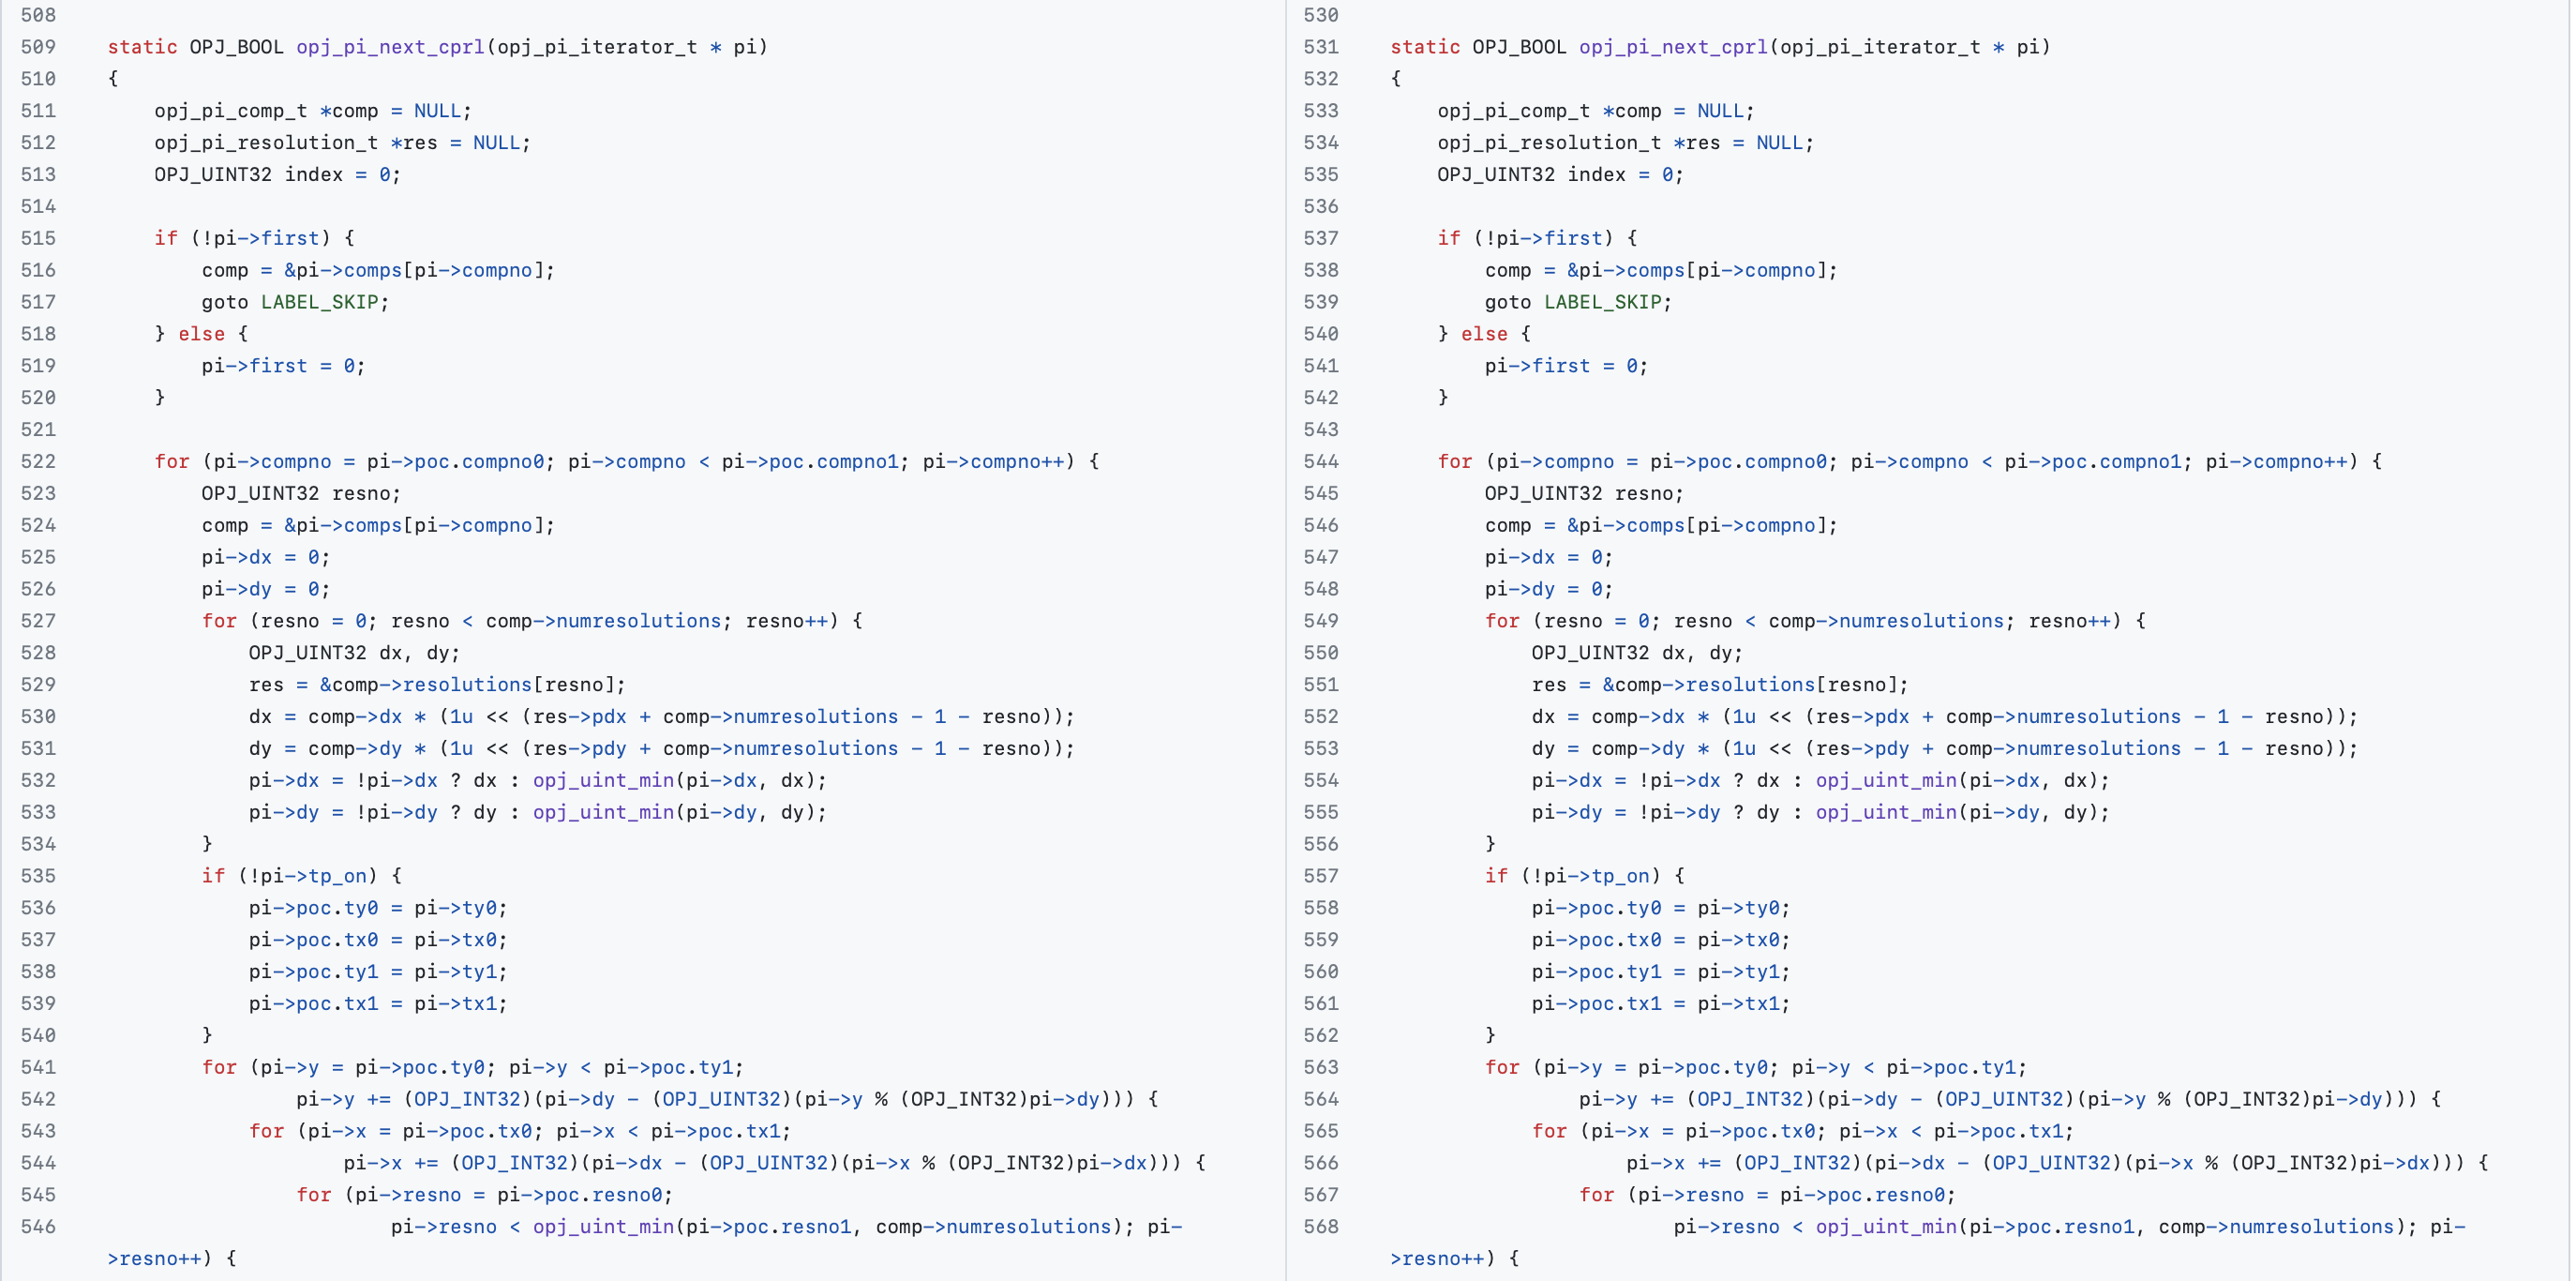 508
509 static OPJ_BOOL opj_pi_next_cprl(opj_pi_iterator_t * pi)
510 {
511     opj_pi_comp_t *comp = NULL;
512     opj_pi_resolution_t *res = NULL;
513     OPJ_UINT32 index = 0;
514
515     if (!pi->first) {
516         comp = &pi->comps[pi->compno];
517         goto LABEL_SKIP;
518     } else {
519         pi->first = 0;
520     }
521
522     for (pi->compno = pi->poc.compno0; pi->compno < pi->poc.compno1; pi->compno++) {
523         OPJ_UINT32 resno;
524         comp = &pi->comps[pi->compno];
525         pi->dx = 0;
526         pi->dy = 0;
527         for (resno = 0; resno < comp->numresolutions; resno++) {
528             OPJ_UINT32 dx, dy;
529             res = &comp->resolutions[resno];
530             dx = comp->dx * (1u << (res->pdx + comp->numresolutions - 1 - resno));
531             dy = comp->dy * (1u << (res->pdy + comp->numresolutions - 1 - resno));
532             pi->dx = !pi->dx ? dx : opj_uint_min(pi->dx, dx);
533             pi->dy = !pi->dy ? dy : opj_uint_min(pi->dy, dy);
534         }
535         if (!pi->tp_on) {
536             pi->poc.ty0 = pi->ty0;
537             pi->poc.tx0 = pi->tx0;
538             pi->poc.ty1 = pi->ty1;
539             pi->poc.tx1 = pi->tx1;
540         }
541         for (pi->y = pi->poc.ty0; pi->y < pi->poc.ty1;
542                 pi->y += (OPJ_INT32)(pi->dy - (OPJ_UINT32)(pi->y % (OPJ_INT32)pi->dy))) {
543             for (pi->x = pi->poc.tx0; pi->x < pi->poc.tx1;
544                     pi->x += (OPJ_INT32)(pi->dx - (OPJ_UINT32)(pi->x % (OPJ_INT32)pi->dx))) {
545                 for (pi->resno = pi->poc.resno0;
546                         pi->resno < opj_uint_min(pi->poc.resno1, comp->numresolutions); pi-
>resno++) {
530
531 static OPJ_BOOL opj_pi_next_cprl(opj_pi_iterator_t * pi)
532 {
533     opj_pi_comp_t *comp = NULL;
534     opj_pi_resolution_t *res = NULL;
535     OPJ_UINT32 index = 0;
536
537     if (!pi->first) {
538         comp = &pi->comps[pi->compno];
539         goto LABEL_SKIP;
540     } else {
541         pi->first = 0;
542     }
543
544     for (pi->compno = pi->poc.compno0; pi->compno < pi->poc.compno1; pi->compno++) {
545         OPJ_UINT32 resno;
546         comp = &pi->comps[pi->compno];
547         pi->dx = 0;
548         pi->dy = 0;
549         for (resno = 0; resno < comp->numresolutions; resno++) {
550             OPJ_UINT32 dx, dy;
551             res = &comp->resolutions[resno];
552             dx = comp->dx * (1u << (res->pdx + comp->numresolutions - 1 - resno));
553             dy = comp->dy * (1u << (res->pdy + comp->numresolutions - 1 - resno));
554             pi->dx = !pi->dx ? dx : opj_uint_min(pi->dx, dx);
555             pi->dy = !pi->dy ? dy : opj_uint_min(pi->dy, dy);
556         }
557         if (!pi->tp_on) {
558             pi->poc.ty0 = pi->ty0;
559             pi->poc.tx0 = pi->tx0;
560             pi->poc.ty1 = pi->ty1;
561             pi->poc.tx1 = pi->tx1;
562         }
563         for (pi->y = pi->poc.ty0; pi->y < pi->poc.ty1;
564                 pi->y += (OPJ_INT32)(pi->dy - (OPJ_UINT32)(pi->y % (OPJ_INT32)pi->dy))) {
565             for (pi->x = pi->poc.tx0; pi->x < pi->poc.tx1;
566                     pi->x += (OPJ_INT32)(pi->dx - (OPJ_UINT32)(pi->x % (OPJ_INT32)pi->dx))) {
567                 for (pi->resno = pi->poc.resno0;
568                         pi->resno < opj_uint_min(pi->poc.resno1, comp->numresolutions); pi-
>resno++) {